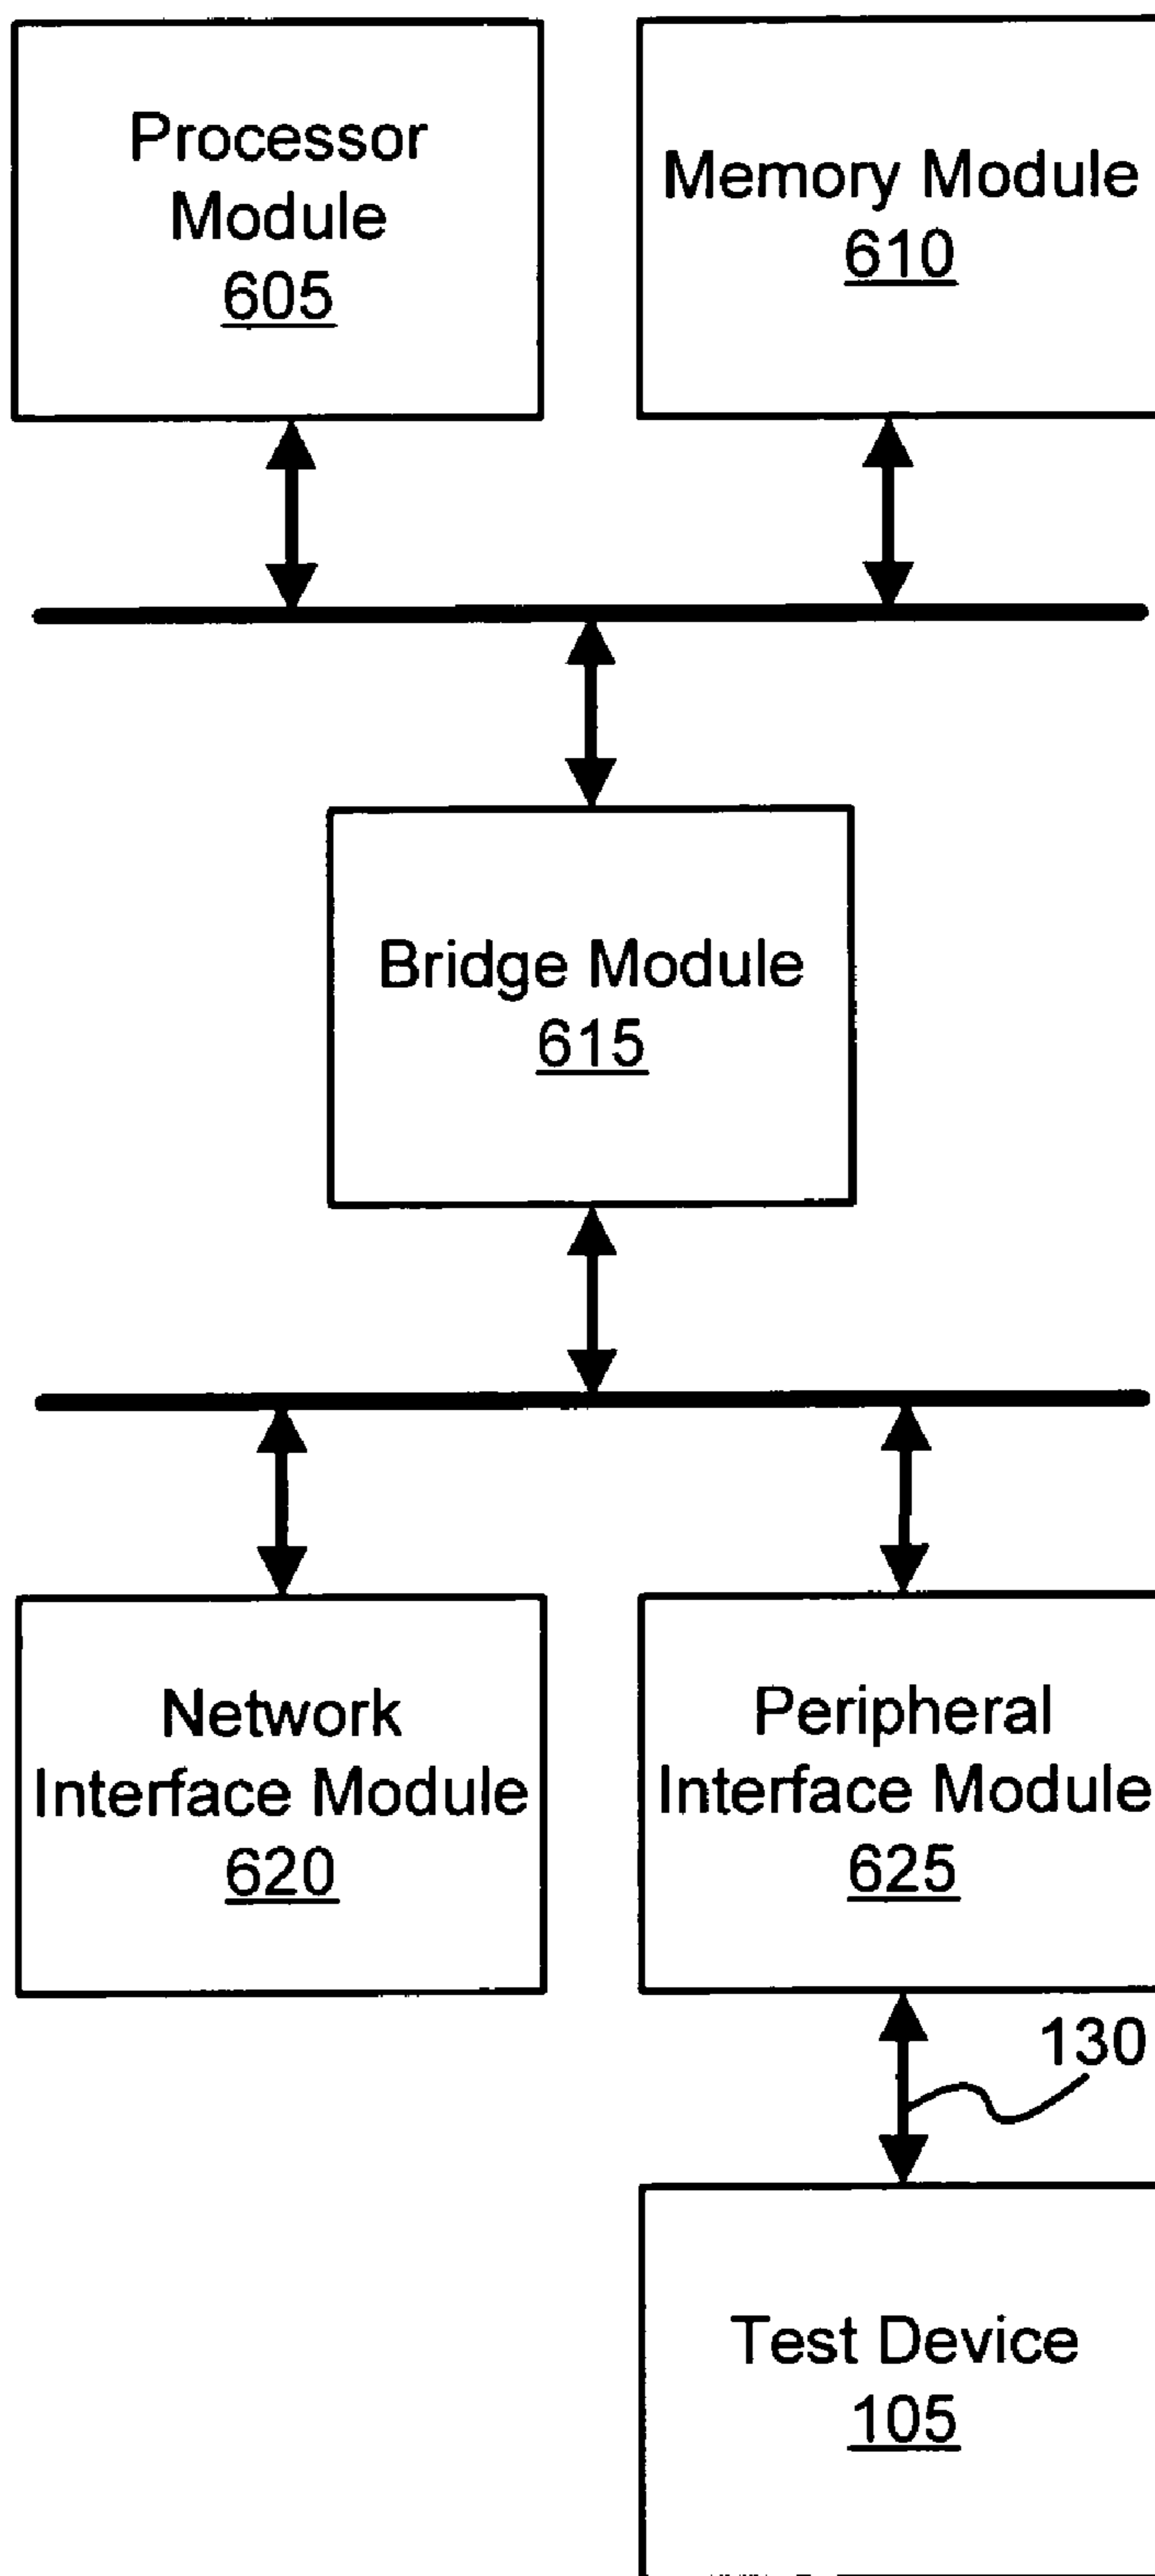 Processor
Module
605
Memory Module
610
Bridge Module
615
Network
Interface Module
620
Peripheral
Interface Module
625
130
Test Device
105